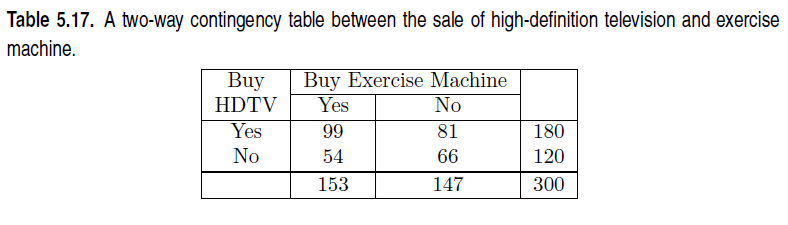 Table 5.17. A two-way contingency table between the sale of high-definition television and exercise
machine.
Buy Buy Exercise Machine
HDTV Yes No
Yes 99 81 180
No 54 66 120
153 147 300